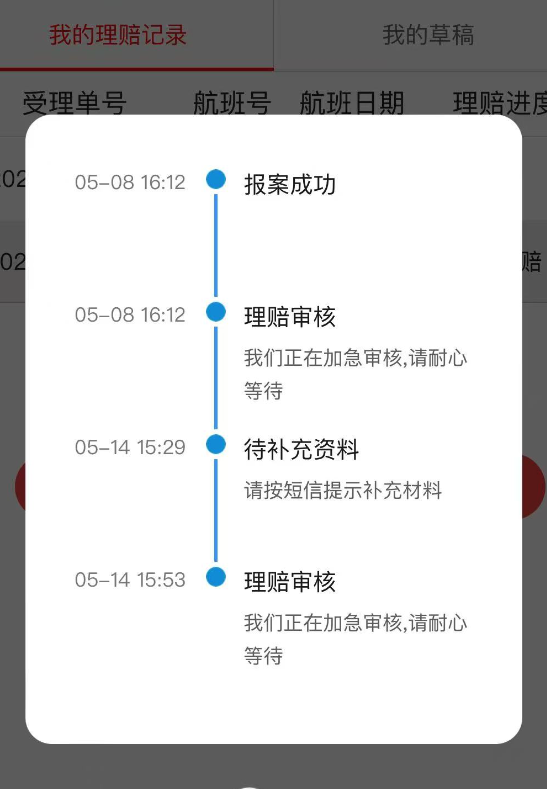 我的理赔记录 我的草稿
受理单号 航班号 航班日期 理赔进度
:02
02 赔
05-08 16:12 报案成功
05-08 16:12 理赔审核
我们正在加急审核,请耐心
等待
05-14 15:29 待补充资料
请按短信提示补充材料
05-14 15:53 理赔审核
我们正在加急审核,请耐心
等待